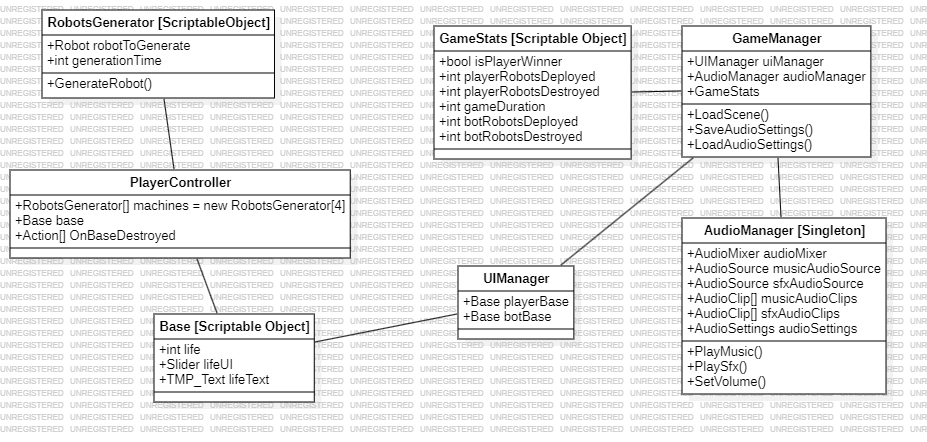 RobotsGenerator [ScriptableObject]
+Robot robotToGenerate
+int generationTime
+GenerateRobot()
GameStats [Scriptable Object]
+bool isPlayerWinner
+int playerRobotsDeployed
+int playerRobotsDestroyed
+int gameDuration
+int botRobotsDeployed
+int botRobotsDestroyed
GameManager
+UIManager uiManager
+AudioManager audioManager
+GameStats
+LoadScene()
+SaveAudioSettings()
+LoadAudioSettings()
PlayerController
+RobotsGenerator[] machines = new RobotsGenerator[4]
+Base base
+Action[] OnBaseDestroyed
AudioManager [Singleton]
+AudioMixer audioMixer
+AudioSource musicAudioSource
+AudioSource sfxAudioSource
+AudioClip[] musicAudioClips
+AudioClip[] sfxAudioClips
+AudioSettings audioSettings
+PlayMusic()
+PlaySfx()
+SetVolume()
UIManager
+Base playerBase
+Base botBase
Base [Scriptable Object]
+int life
+Slider lifeUI
+TMP_Text lifeText
UNREGISTERED